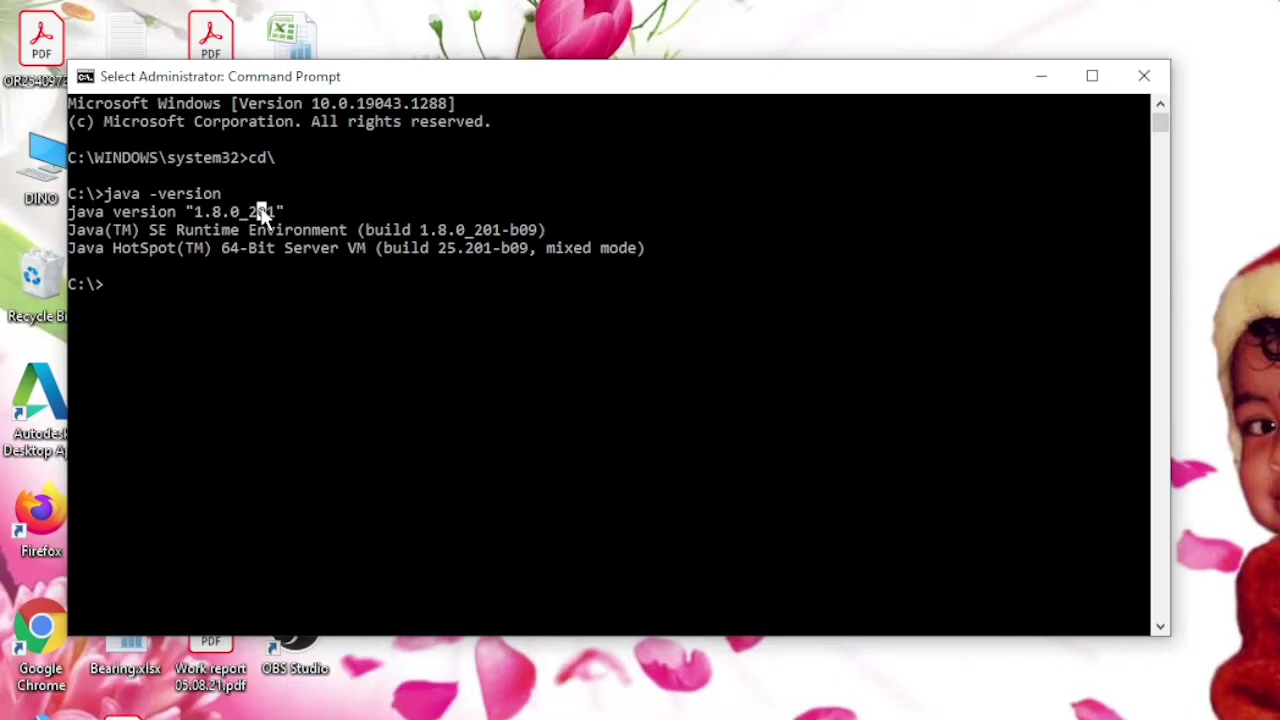 PDF
PDF
Select Administrator: Command Prompt
Microsoft Windows [Version 10.0.19043.1288]
(c) Microsoft Corporation. All rights reserved.
C:\WINDOWS\system32>cd\
C:\>java -version
java version "1.8.0_201"
Java(TM) SE Runtime Environment (build 1.8.0_201-b09)
Java HotSpot(TM) 64-Bit Server VM (build 25.201-b09, mixed mode)
C:\>
DINO
Recycle Bi
Autodes
Desktop A
Firefox
Google
Chrome
Bearing.xlsx
PDF
Work report
05.08.21.pdf
OBS Studio